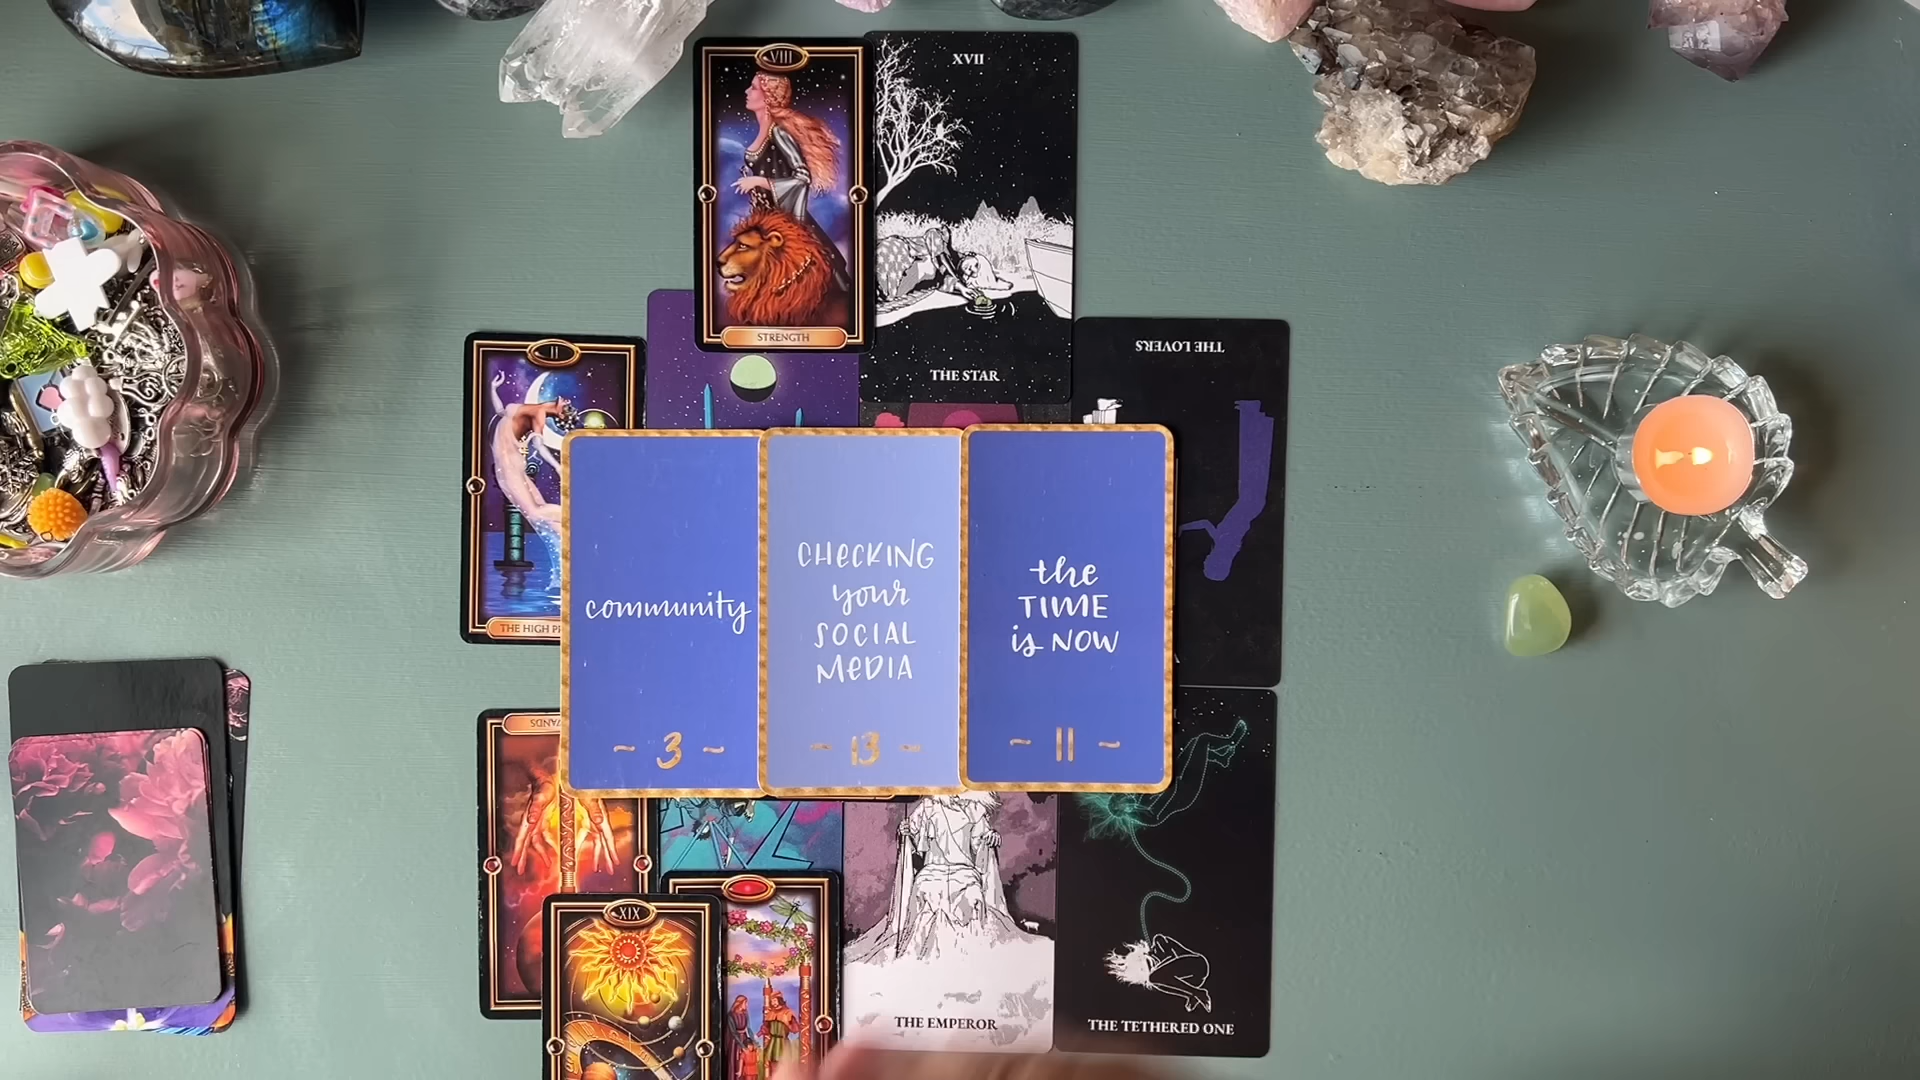 VIII
STRENGTH
XVII
THE STAR
THE LOVERS
II
THE HIGH
community
~ 3 ~
CHECKING
your
SOCIAL
MEDIA
~ 13 ~
the
TIME
is NOW
~ 11 ~
WANDS
XIX
THE EMPEROR
THE TETHERED ONE